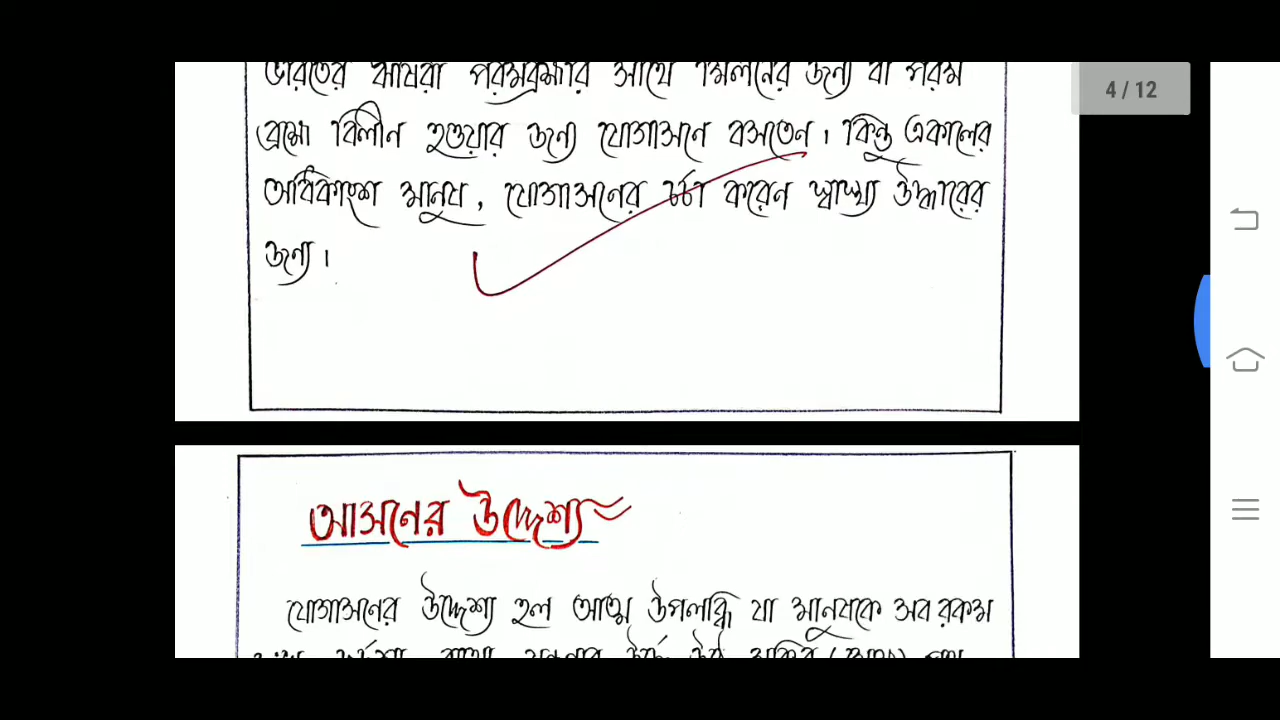 ভারতের ঋষিরা পরমব্রহ্মার সাথে মিলনের জন্য বা পরম
4 / 12
ব্রহ্মে বিলীন হওয়ার জন্য যোগাসনে বসতেন। কিন্তু একালের
অধিকাংশ মানুষ, যোগাসনের চর্চা করেন স্বাস্থ্য উদ্ধারের
জন্য।
আসনের উদ্দেশ্য
যোগাসনের উদ্দেশ্য হল আত্ম উপলব্ধি যা মানুষকে সব রকম